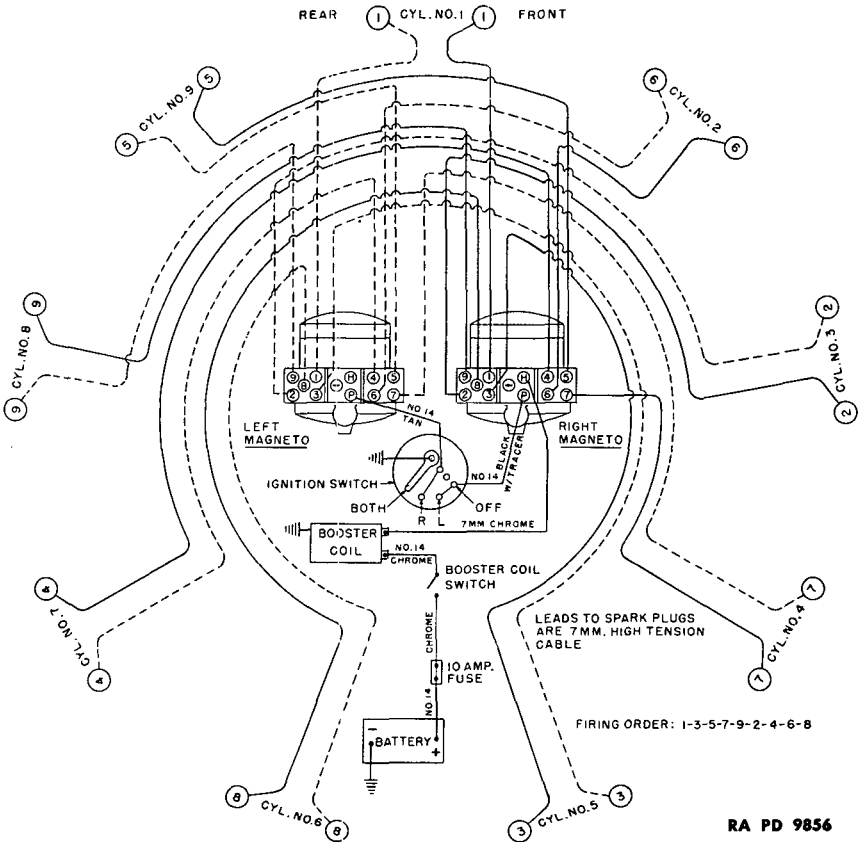 REAR 1 CYL. NO. 1 1 FRONT
5 CYL. NO. 9 5
6 CYL. NO. 2 6
9 CYL. NO. 8 9
2 CYL. NO. 3 2
9 1 H 4 5
8
2 3 P 6 7
9 1 H 4 5
8
2 3 P 6 7
LEFT
MAGNETO
NO. 14
TAN
RIGHT
MAGNETO
BLACK
W/TRACER
NO. 14
IGNITION SWITCH
BOTH
R L
OFF
7MM CHROME
BOOSTER
COIL
NO. 14
CHROME
BOOSTER COIL
SWITCH
CHROME
10 AMP.
FUSE
NO. 14
- BATTERY +
4 CYL. NO. 7 4
7 CYL. NO. 4 7
LEADS TO SPARK PLUGS
ARE 7MM. HIGH TENSION
CABLE
FIRING ORDER: 1-3-5-7-9-2-4-6-8
8 CYL. NO. 6 8
3 CYL. NO. 5 3
RA PD 9856